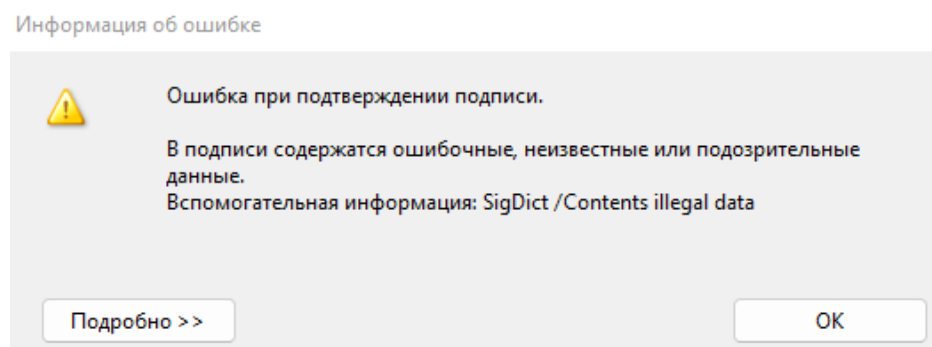 Информация об ошибке
Ошибка при подтверждении подписи.
В подписи содержатся ошибочные, неизвестные или подозрительные
данные.
Вспомогательная информация: SigDict /Contents illegal data
Подробно >>
OK